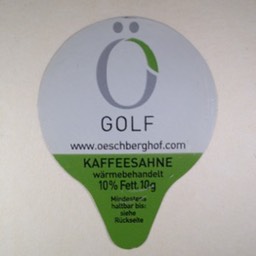 Ö
GOLF
www.oeschberghof.com
KAFFEESAHNE
wärmebehandelt
10% Fett 10g
Mindestens
haltbar bis:
siehe
Rückseite